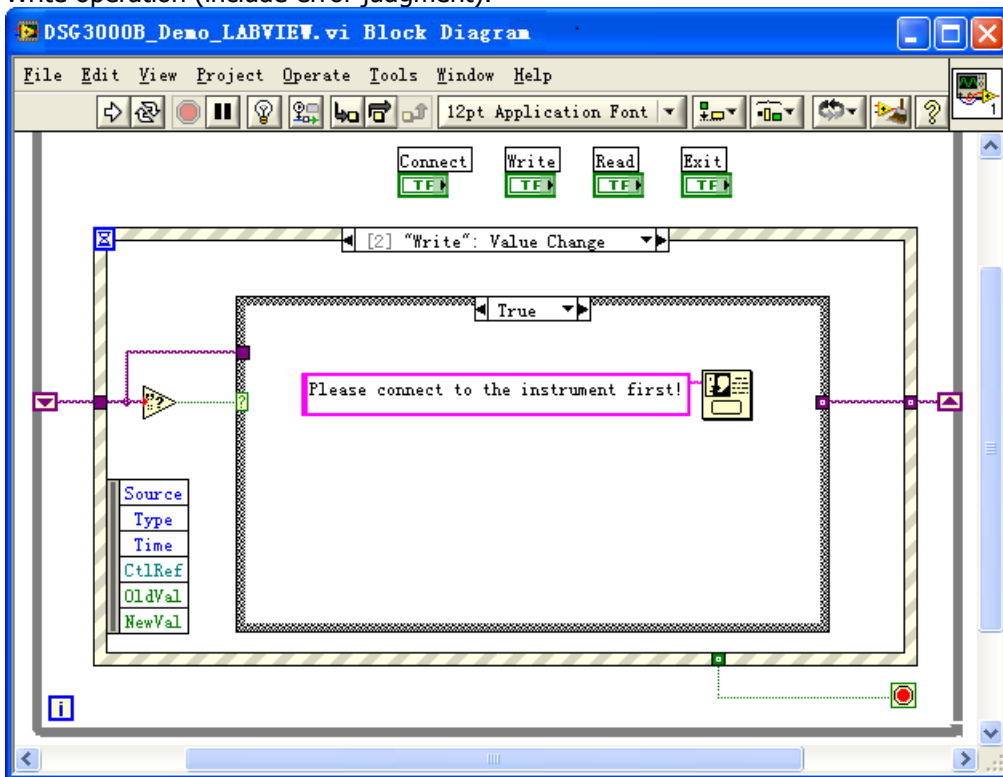 Write operation (include error judgment):
DSG3000B_Demo_LABVIEW.vi Block Diagram
File Edit View Project Operate Tools Window Help
12pt Application Font
1
Connect Write Read Exit
TF TF TF TF
[2] "Write": Value Change
True
Please connect to the instrument first!
?
?
Source
Type
Time
CtlRef
OldVal
NewVal
i